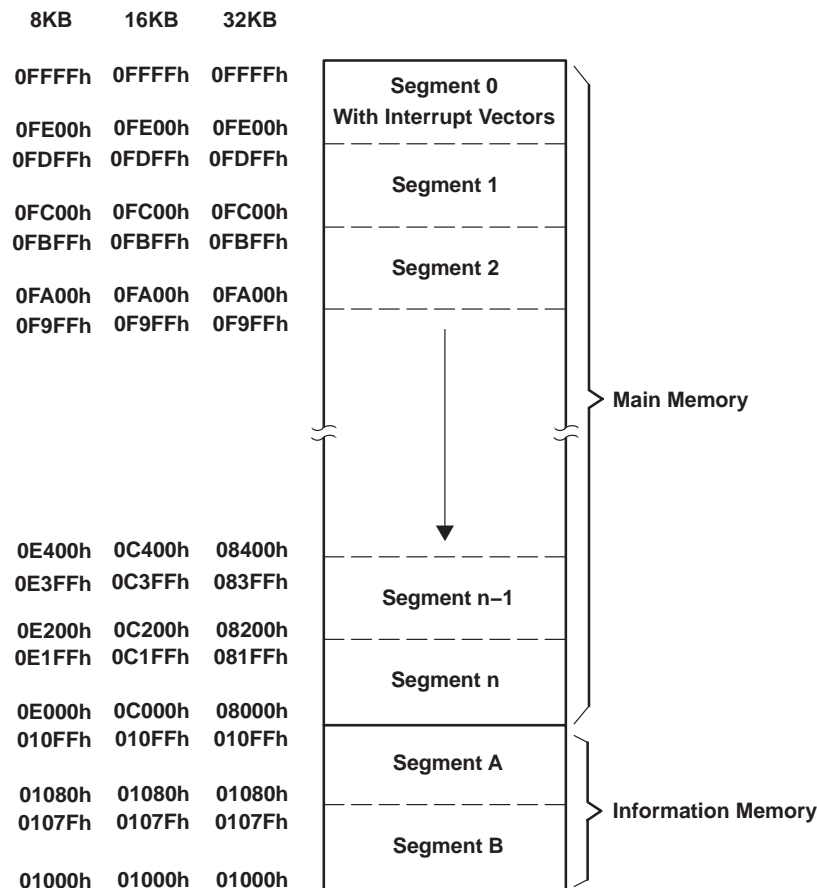 8KB 16KB 32KB
0FFFFh 0FFFFh 0FFFFh
Segment 0
With Interrupt Vectors
0FE00h 0FE00h 0FE00h
0FDFFh 0FDFFh 0FDFFh
Segment 1
0FC00h 0FC00h 0FC00h
0FBFFh 0FBFFh 0FBFFh
Segment 2
0FA00h 0FA00h 0FA00h
0F9FFh 0F9FFh 0F9FFh
Main Memory
0E400h 0C400h 08400h
0E3FFh 0C3FFh 083FFh
Segment n−1
0E200h 0C200h 08200h
0E1FFh 0C1FFh 081FFh
Segment n
0E000h 0C000h 08000h
010FFh 010FFh 010FFh
Segment A
01080h 01080h 01080h
0107Fh 0107Fh 0107Fh
Information Memory
Segment B
01000h 01000h 01000h